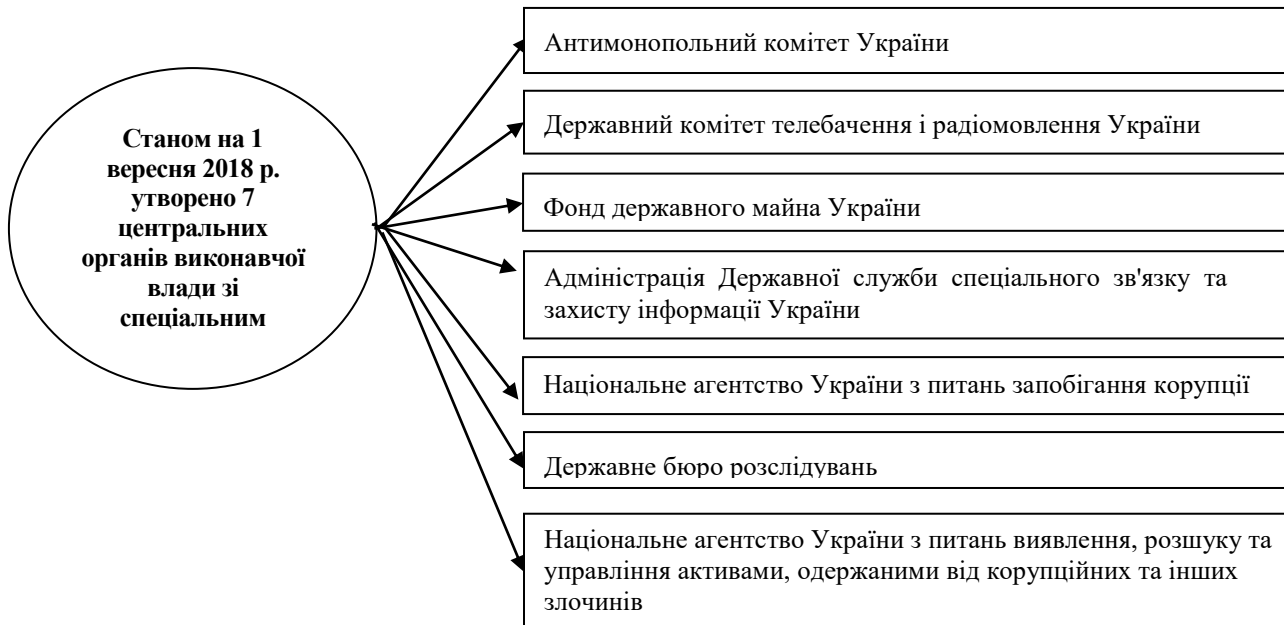 Станом на 1
вересня 2018 р.
утворено 7
центральних
органів виконавчої
влади зі
спеціальним
Антимонопольний комітет України
Державний комітет телебачення і радіомовлення України
Фонд державного майна України
Адміністрація Державної служби спеціального зв'язку та
захисту інформації України
Національне агентство України з питань запобігання корупції
Державне бюро розслідувань
Національне агентство України з питань виявлення, розшуку та
управління активами, одержаними від корупційних та інших
злочинів